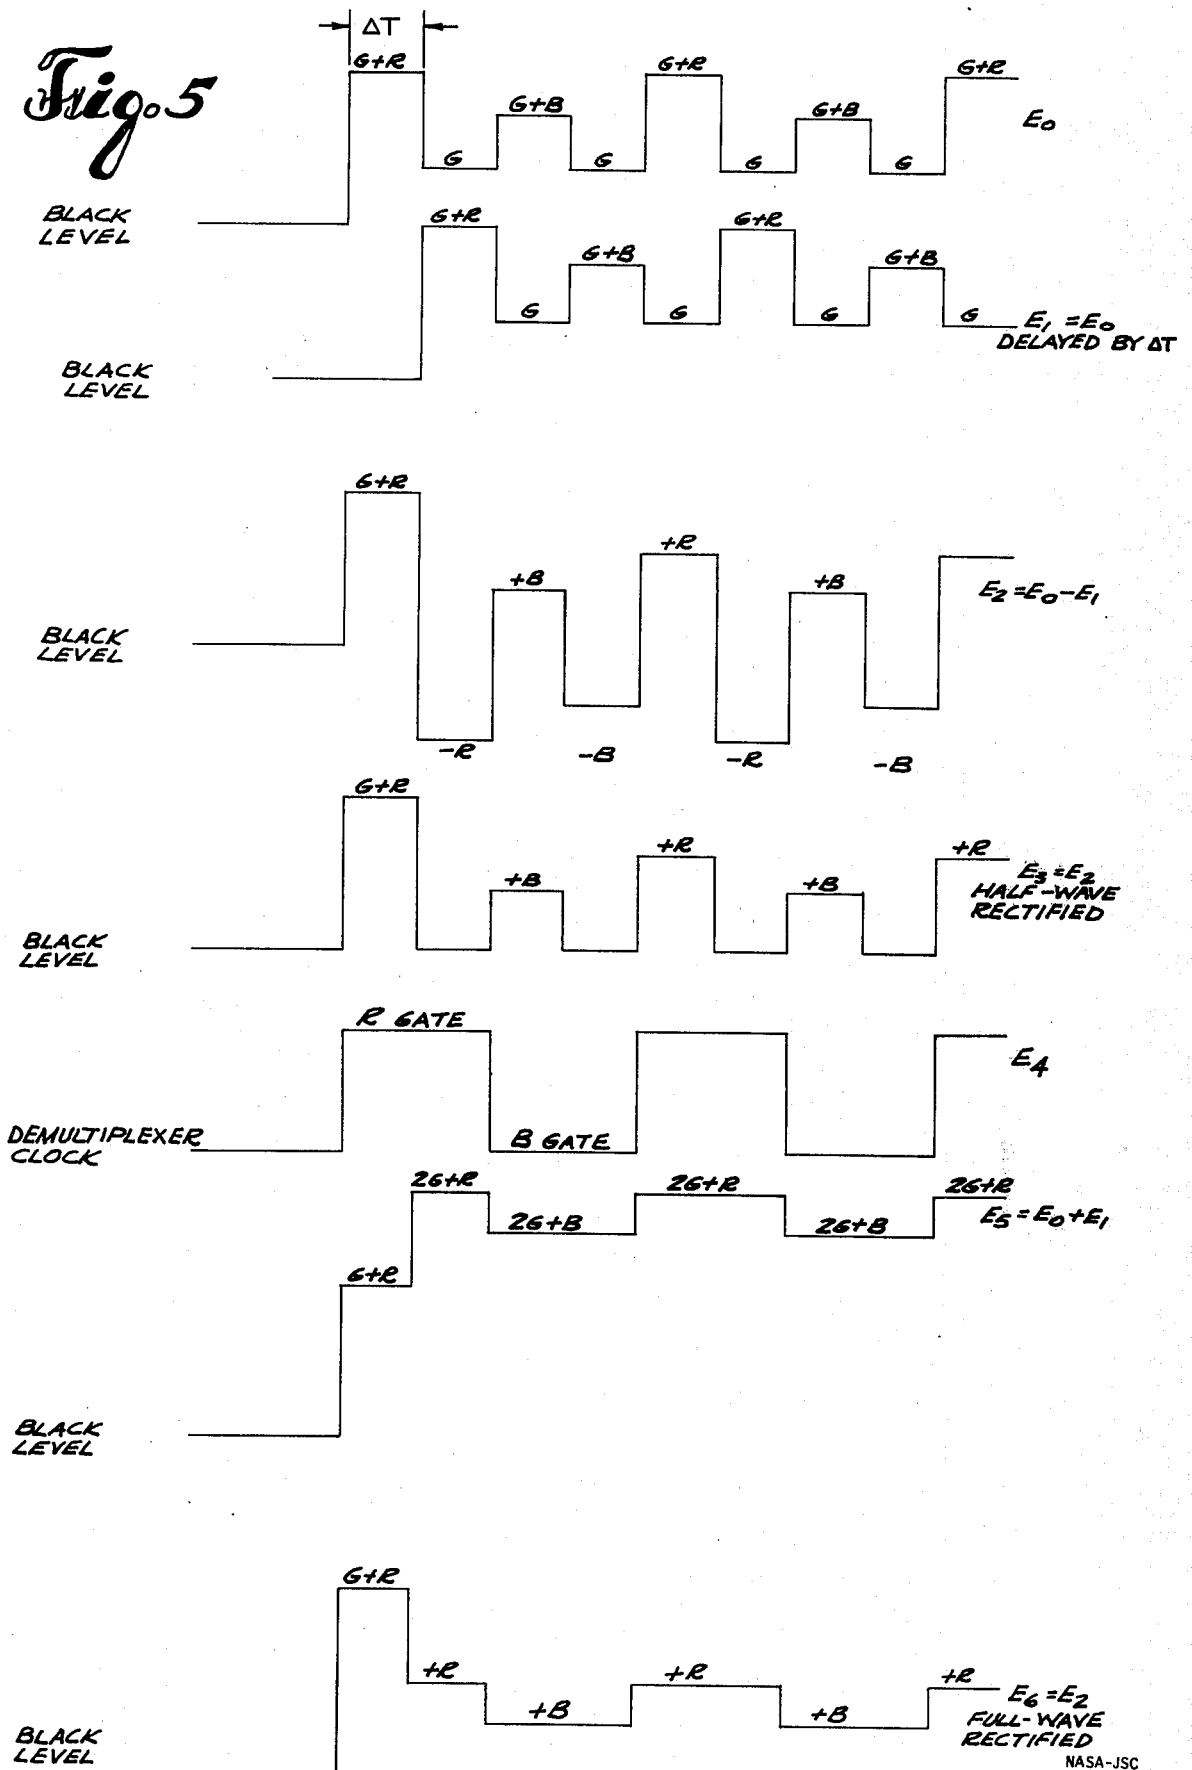 Fig. 5
ΔT
G+R
G+R
G+R
G+B
G+B
E0
G
G
G
G
BLACK
LEVEL
G+R
G+R
G+B
G+B
G
G
G
G
E1 = E0
DELAYED BY ΔT
BLACK
LEVEL
G+R
+R
+B
+B
E2 = E0 - E1
BLACK
LEVEL
-R
-B
-R
-B
G+R
+R
+R
+B
+B
E3 = E2
HALF-WAVE
RECTIFIED
BLACK
LEVEL
R GATE
E4
DEMULTIPLEXER
CLOCK
B GATE
2G+R
2G+R
2G+R
2G+B
2G+B
E5 = E0 + E1
G+R
BLACK
LEVEL
G+R
+R
+R
+R
+B
+B
E6 = E2
FULL-WAVE
RECTIFIED
BLACK
LEVEL
NASA-JSC